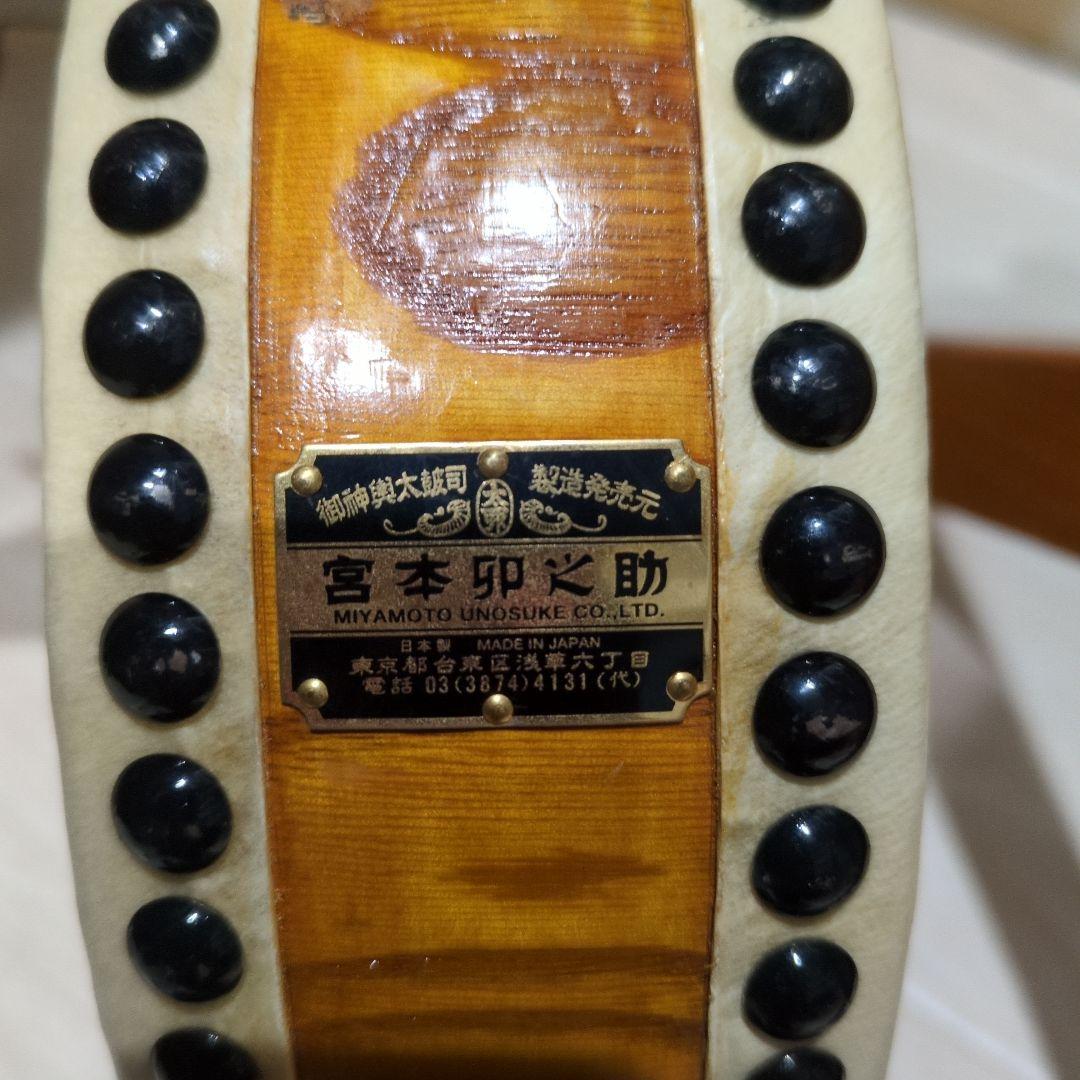 御神輿太皷司 製造発売元
宮本卯之助
MIYAMOTO UNOSUKE CO.,LTD.
日本製 MADE IN JAPAN
東京都台東区浅草六丁目
電話 03(3874)4131(代)